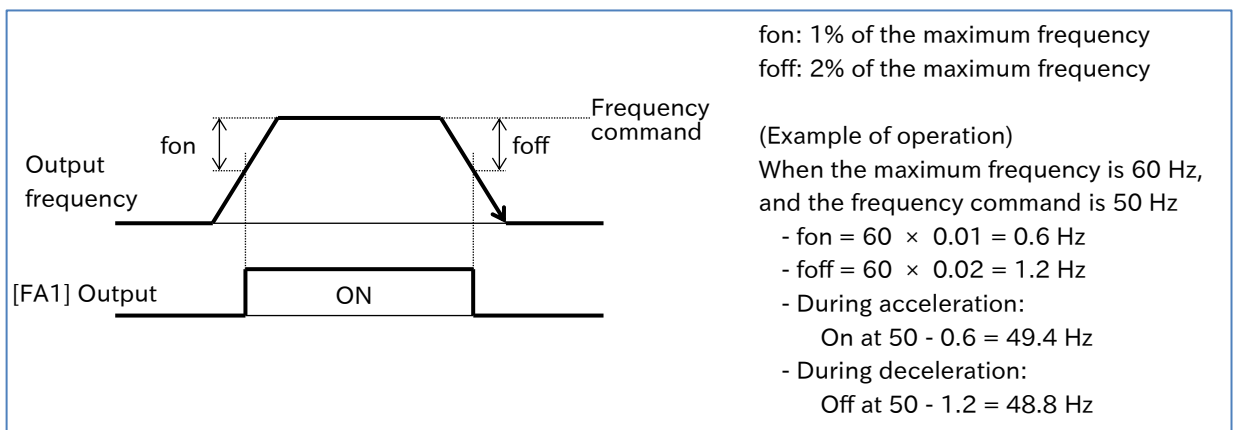 fon: 1% of the maximum frequency
foff: 2% of the maximum frequency
Frequency
command
fon
foff
Output
frequency
(Example of operation)
When the maximum frequency is 60 Hz,
and the frequency command is 50 Hz
- fon = 60 × 0.01 = 0.6 Hz
- foff = 60 × 0.02 = 1.2 Hz
- During acceleration:
On at 50 - 0.6 = 49.4 Hz
- During deceleration:
Off at 50 - 1.2 = 48.8 Hz
[FA1] Output
ON